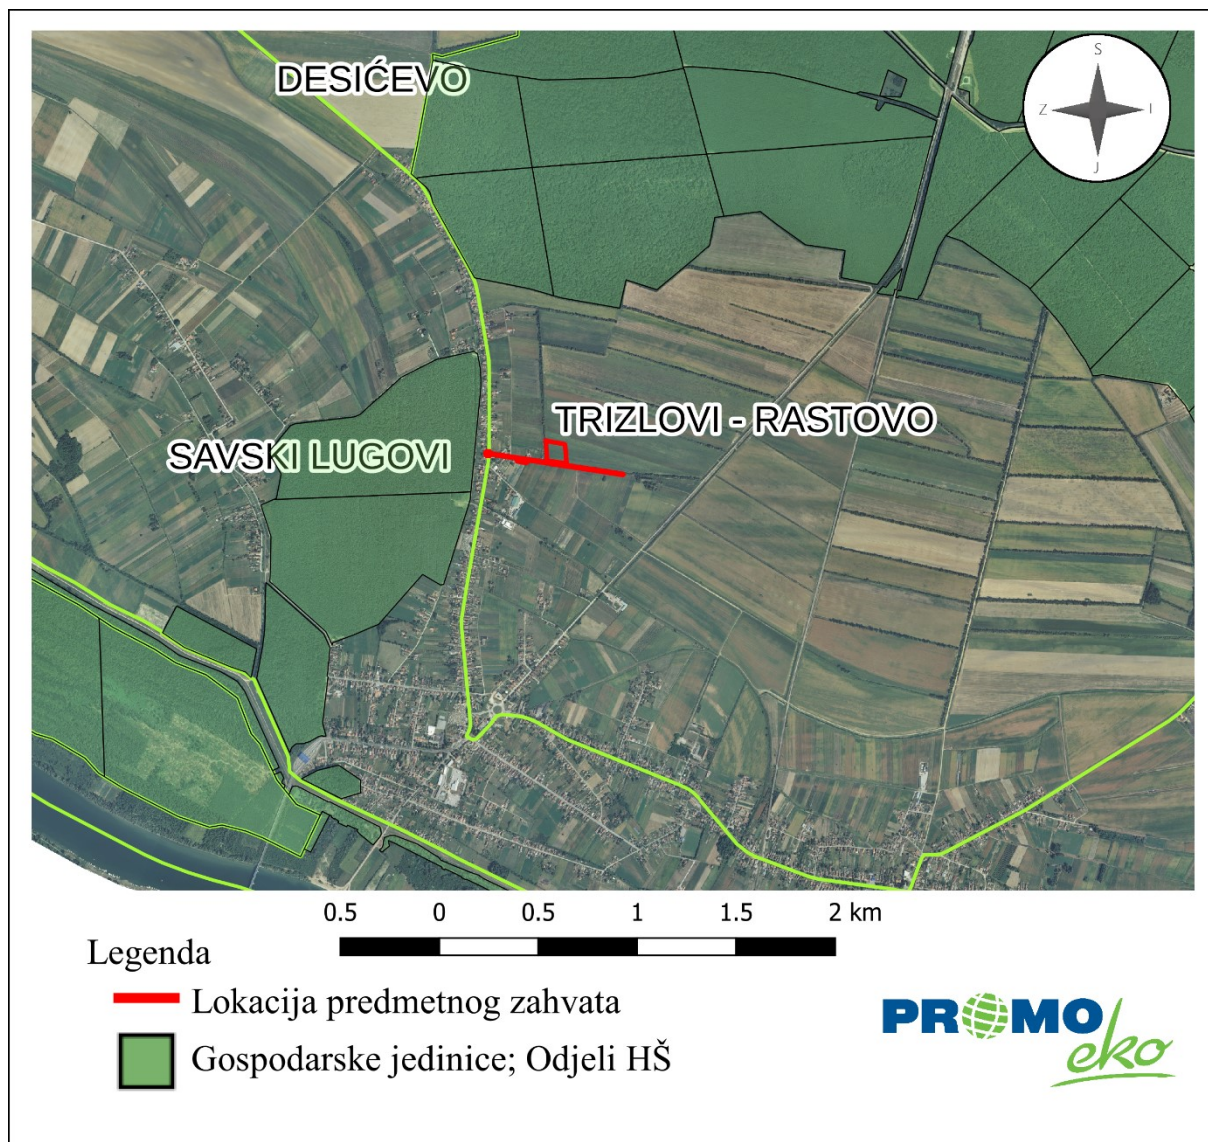 DESIĆEVO
S
Z
I
J
TRIZLOVI - RASTOVO
SAVSKI LUGOVI
0.5 0 0.5 1 1.5 2 km
Legenda
Lokacija predmetnog zahvata
Gospodarske jedinice; Odjeli HŠ
PROMO
eko